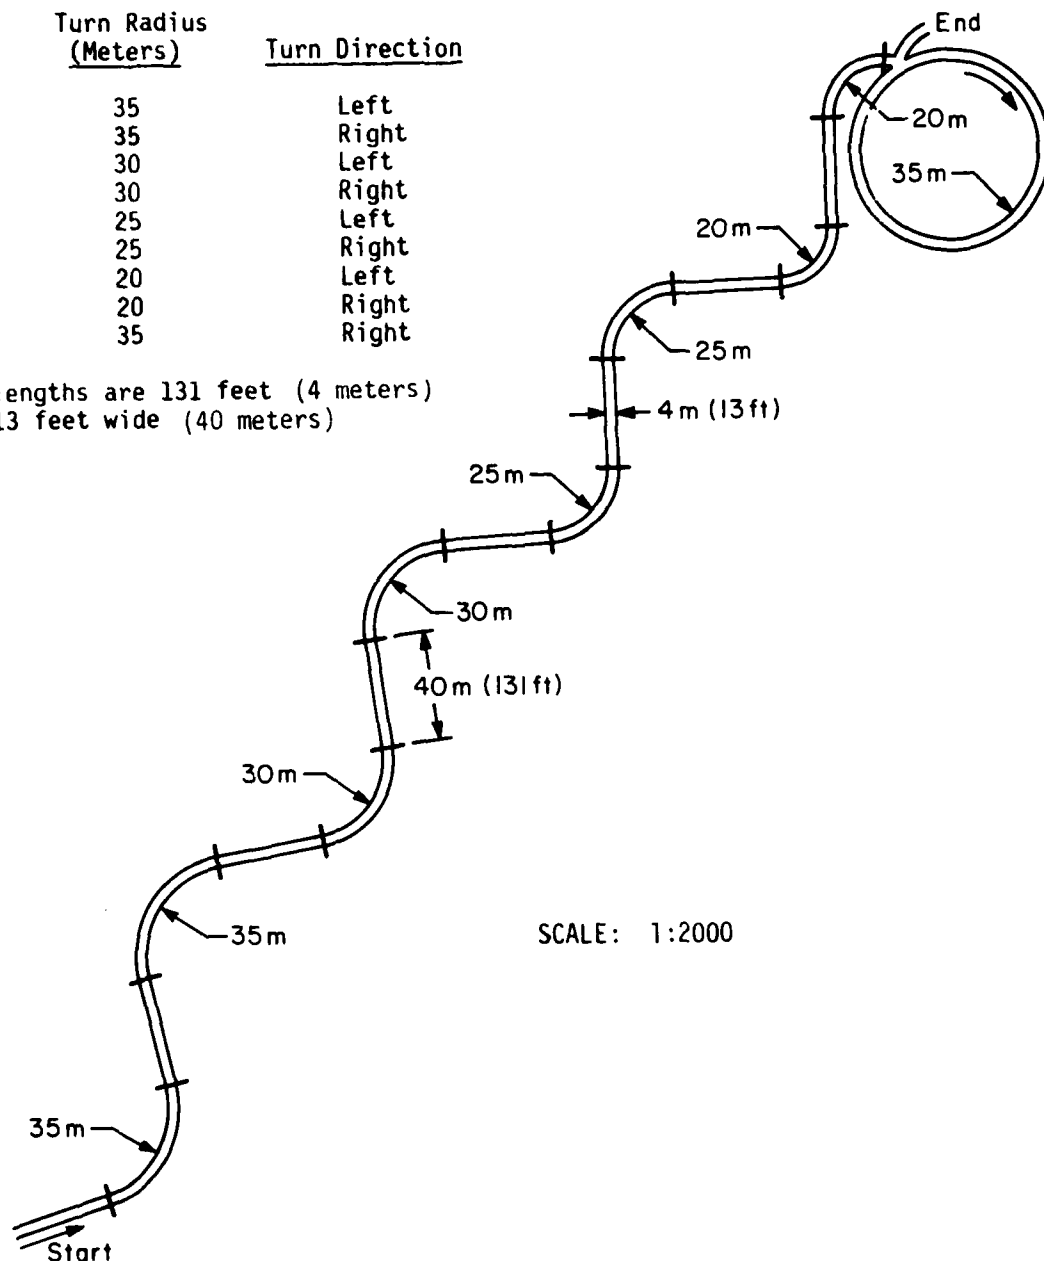 Turn Radius
(Meters)
Turn Direction
35 Left
35 Right
30 Left
30 Right
25 Left
25 Right
20 Left
20 Right
35 Right
engths are 131 feet (4 meters)
13 feet wide (40 meters)
End
20m
35m
20m
25m
4m (13ft)
25m
30m
40m (131ft)
30m
35m
SCALE: 1:2000
35m
Start